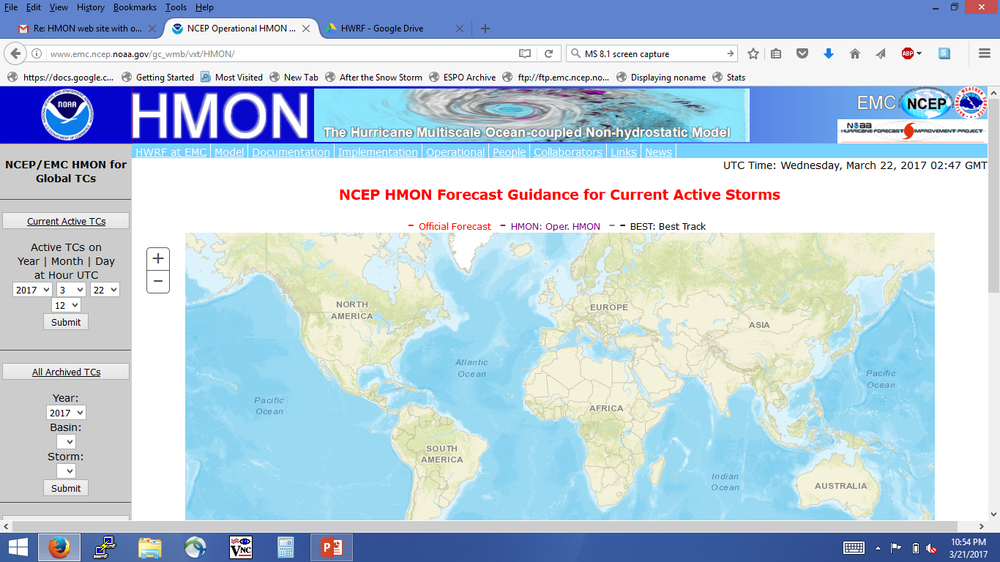 File Edit View History Bookmarks Tools Help
Re: HMON web site with o...
NCEP Operational HMON ...
HWRF - Google Drive
www.emc.ncep.noaa.gov/gc_wmb/vxt/HMON/
MS 8.1 screen capture
ABP
S
https://docs.google.c... Getting Started Most Visited New Tab After the Snow Storm ESPO Archive ftp://ftp.emc.ncep.no... Displaying noname Stats
NOAA
HMON
The Hurricane Multiscale Ocean-coupled Non-hydrostatic Model
EMC NCEP
NOAA
HURRICANE FORECAST IMPROVEMENT PROJECT
HWRF at EMC Model Documentation Implementation Operational People Collaborators Links News
NCEP/EMC HMON for
Global TCs
Current Active TCs
Active TCs on
Year | Month | Day
at Hour UTC
2017 3 22
12
Submit
All Archived TCs
Year:
2017
Basin:
Storm:
Submit
UTC Time: Wednesday, March 22, 2017 02:47 GMT
NCEP HMON Forecast Guidance for Current Active Storms
Official Forecast HMON: Oper. HMON BEST: Best Track
+
−
NORTH
AMERICA
EUROPE
ASIA
Atlantic
Ocean
Pacific
Ocean
Pacific
Ocean
AFRICA
SOUTH
AMERICA
Indian
Ocean
AUSTRALIA
VNC
P
10:54 PM
3/21/2017